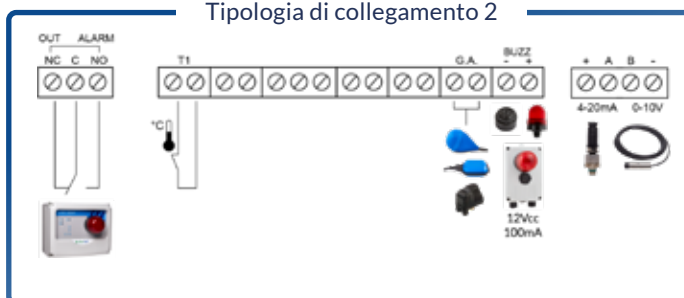 Tipologia di collegamento 2
OUT ALARM
NC C NO
T1
G.A.
BUZZ
- +
+ A B -
4-20mA 0-10V
°C
12Vcc
100mA